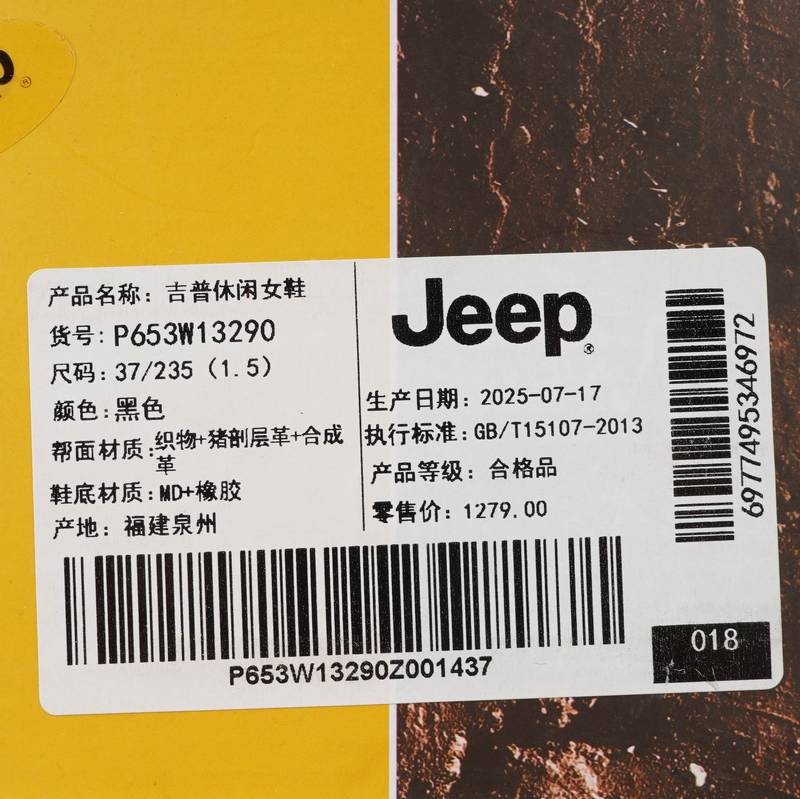 产品名称：吉普休闲女鞋
货号：P653W13290
尺码：37/235（1.5）
颜色：黑色
帮面材质：织物+猪剖层革+合成
革
鞋底材质：MD+橡胶
产地：福建泉州
Jeep®
生产日期：2025-07-17
执行标准：GB/T15107-2013
产品等级：合格品
零售价：1279.00
6977495346972
P653W13290Z001437
018